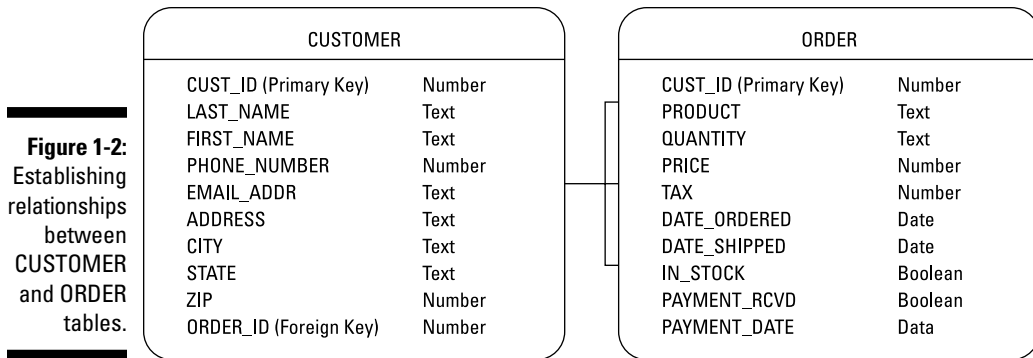 Figure 1-2:
Establishing
relationships
between
CUSTOMER
and ORDER
tables.
CUSTOMER
CUST_ID (Primary Key) Number
LAST_NAME Text
FIRST_NAME Text
PHONE_NUMBER Number
EMAIL_ADDR Text
ADDRESS Text
CITY Text
STATE Text
ZIP Number
ORDER_ID (Foreign Key) Number
ORDER
CUST_ID (Primary Key) Number
PRODUCT Text
QUANTITY Text
PRICE Number
TAX Number
DATE_ORDERED Date
DATE_SHIPPED Date
IN_STOCK Boolean
PAYMENT_RCVD Boolean
PAYMENT_DATE Data